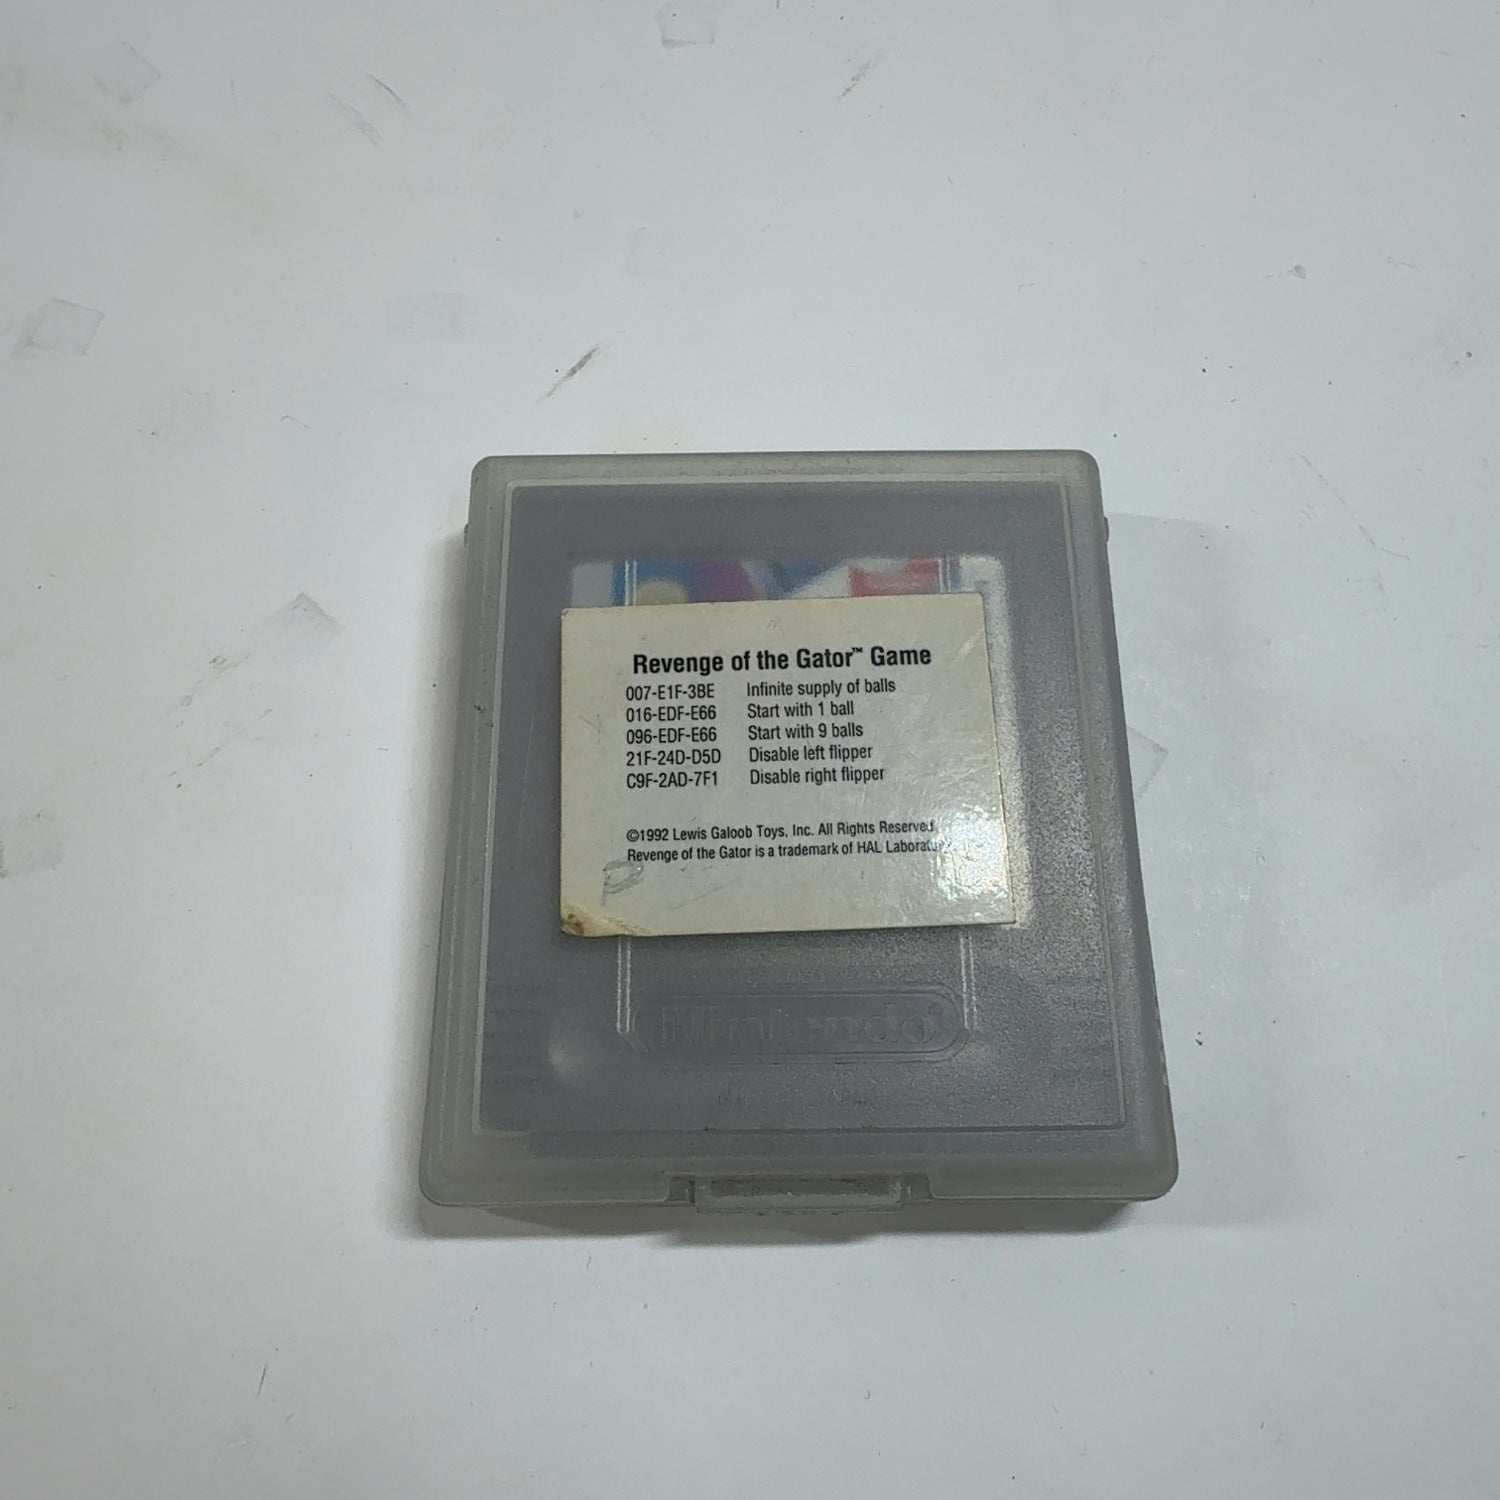 Revenge of the Gator™ Game
007-E1F-3BE Infinite supply of balls
016-EDF-E66 Start with 1 ball
096-EDF-E66 Start with 9 balls
21F-24D-D5D Disable left flipper
C9F-2AD-7F1 Disable right flipper
©1992 Lewis Galoob Toys, Inc. All Rights Reserved.
Revenge of the Gator is a trademark of HAL
P
Nintendo